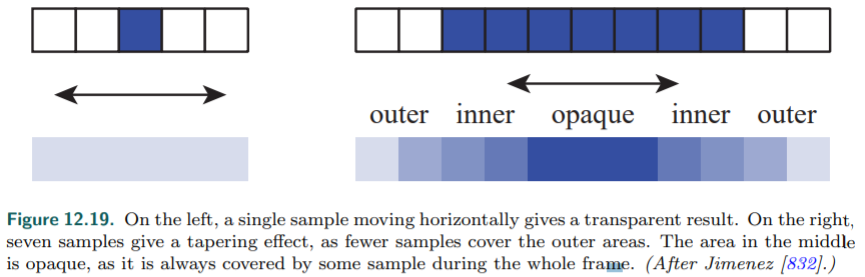 outer inner opaque inner outer
Figure 12.19. On the left, a single sample moving horizontally gives a transparent result. On the right,
seven samples give a tapering effect, as fewer samples cover the outer areas. The area in the middle
is opaque, as it is always covered by some sample during the whole frame. (After Jimenez [832].)